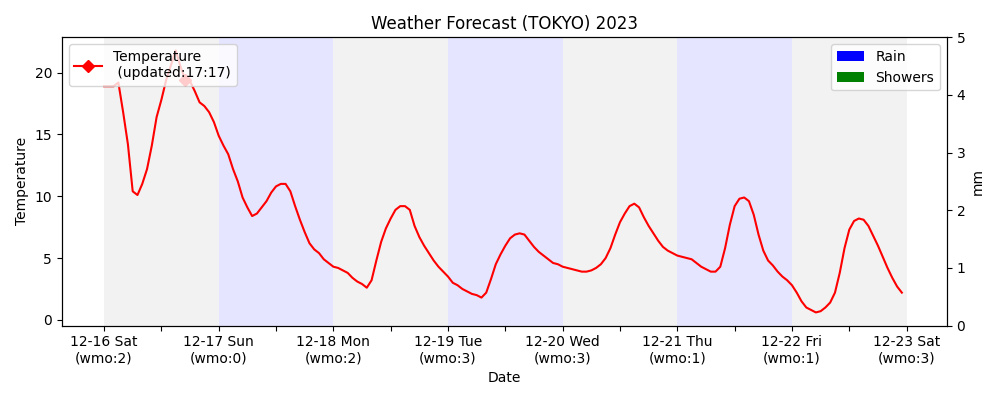 Weather Forecast (TOKYO) 2023
Temperature
(updated:17:17)
Rain
Showers
Temperature
20
15
10
5
0
5
4
3
2
1
0
mm
12-16 Sat
(wmo:2)
12-17 Sun
(wmo:0)
12-18 Mon
(wmo:2)
12-19 Tue
(wmo:3)
12-20 Wed
(wmo:3)
12-21 Thu
(wmo:1)
12-22 Fri
(wmo:1)
12-23 Sat
(wmo:3)
Date